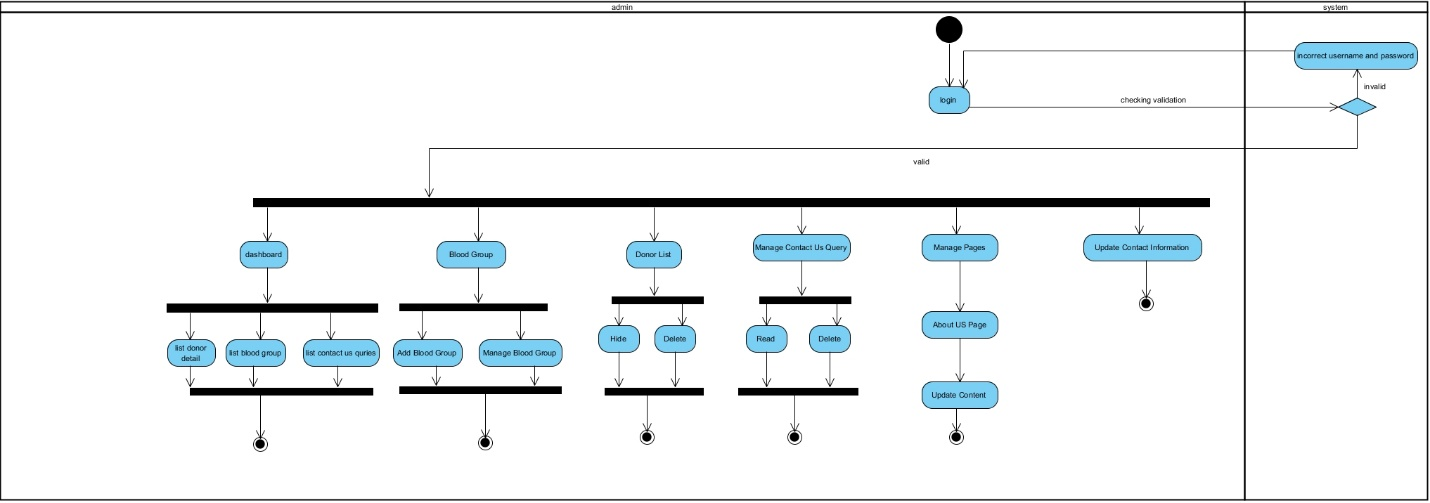 admin
system
incorrect username and password
invalid
login
checking validation
valid
dashboard
Blood Group
Donor List
Manage Contact Us Query
Manage Pages
Update Contact Information
list donor
detail
list blood group
list contact us quries
Add Blood Group
Manage Blood Group
Hide
Delete
Read
Delete
About US Page
Update Content